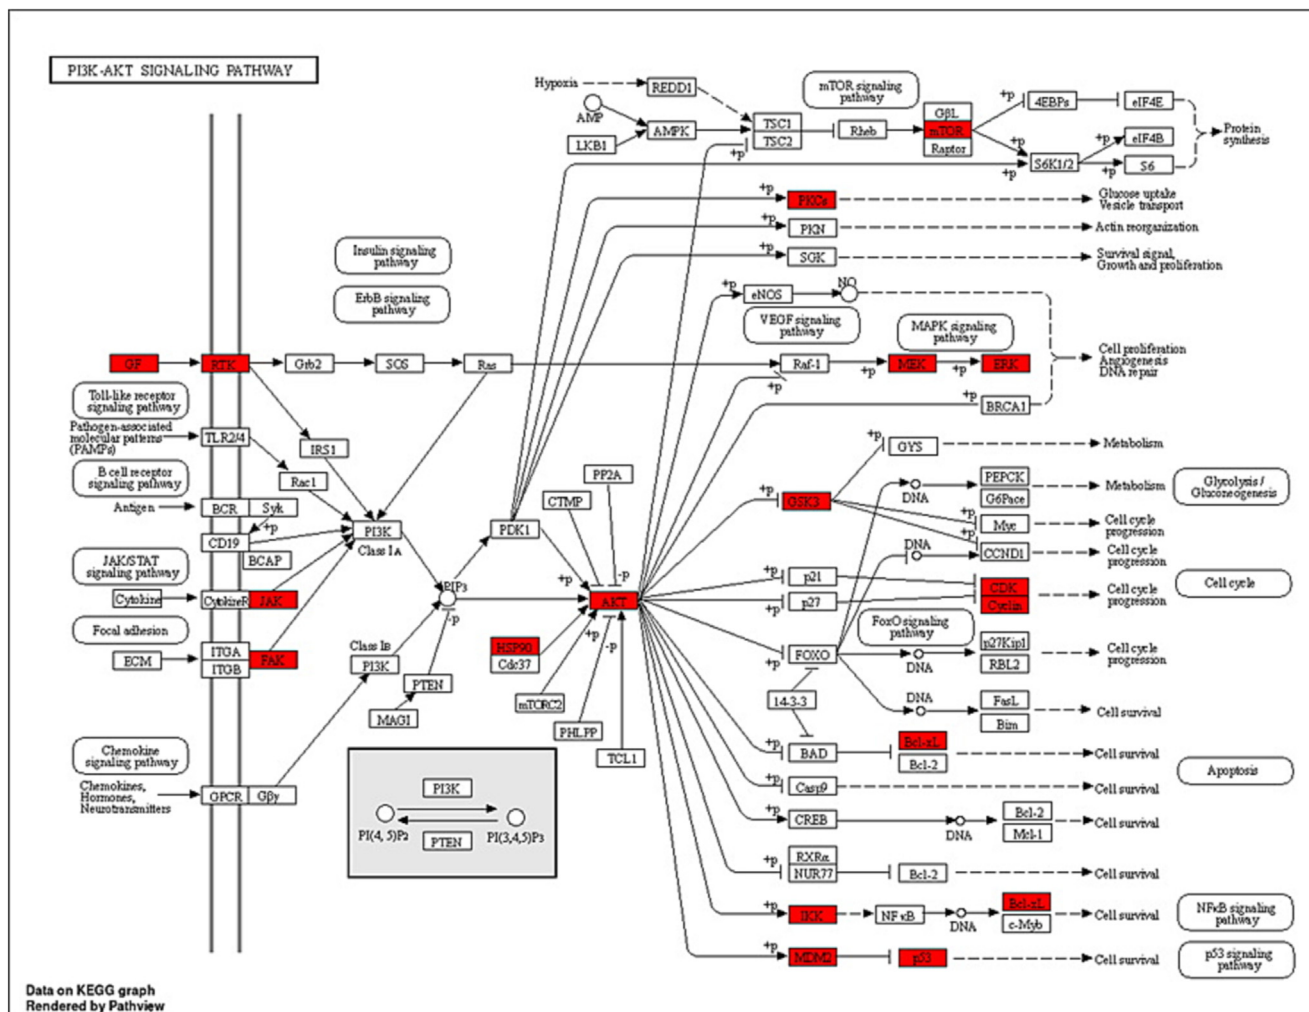 PI3K-AKT SIGNALING PATHWAY
Hypoxia
REDD1
mTOR signaling
pathway
AMP
LKB1
AMPK
TSC1
TSC2
+p
Rheb
GβL
mTOR
Raptor
+p
+p
4EBPs
eIF4E
S6K1/2
+p
+p
eIF4B
+p
S6
Protein
synthesis
+p
PKCs
Glucose uptake
Vesicle transport
+p
PKN
Actin reorganization
+p
SGK
Survival signal,
Growth and proliferation
Insulin signaling
pathway
ErbB signaling
pathway
+p
eNOS
NO
VEGF signaling
pathway
MAPK signaling
pathway
GF
RTK
Grb2
SOS
Ras
Raf-1
+p
+p
MEK
+p
ERK
Cell proliferation
Angiogenesis
DNA repair
+p
BRCA1
Toll-like receptor
signaling pathway
Pathogen-associated
molecular patterns
(PAMPs)
TLR2/4
IRS1
Rac1
B cell receptor
signaling pathway
Antigen
BCR
Syk
+p
CD19
BCAP
PI3K
Class IA
PDK1
CTMP
PP2A
+p
-p
+p
GYS
Metabolism
+p
GSK3
DNA
PEPCK
G6Pace
Metabolism
Glycolysis /
Gluconeogenesis
Myc
Cell cycle
progression
DNA
CCND1
Cell cycle
progression
JAK/STAT
signaling pathway
Cytokine
CytokineR
JAK
PIP3
-p
AKT
+p
p21
+p
p27
CDK
Cyclin
Cell cycle
progression
Cell cycle
Focal adhesion
ECM
ITGA
ITGB
FAK
Class IB
PI3K
PTEN
MAGI
HSP90
Cdc37
+p
-p
mTORC2
PHLPP
TCL1
FoxO signaling
pathway
+p
FOXO
DNA
p27Kip1
RBL2
Cell cycle
progression
14-3-3
DNA
FasL
Bim
Cell survival
+p
BAD
Bcl-xL
Bcl-2
Cell survival
Apoptosis
Chemokine
signaling pathway
Chemokines,
Hormones,
Neurotransmitters
GPCR
Gβγ
PI3K
PI(4, 5)P2
PTEN
PI(3,4,5)P3
+p
Casp9
Cell survival
+p
CREB
DNA
Bcl-2
Mcl-1
Cell survival
+p
RXRα
NUR77
Bcl-2
Cell survival
+p
IKK
NFκB
DNA
Bcl-xL
c-Myb
Cell survival
NFκB signaling
pathway
+p
MDM2
p53
Cell survival
p53 signaling
pathway
Data on KEGG graph
Rendered by Pathview